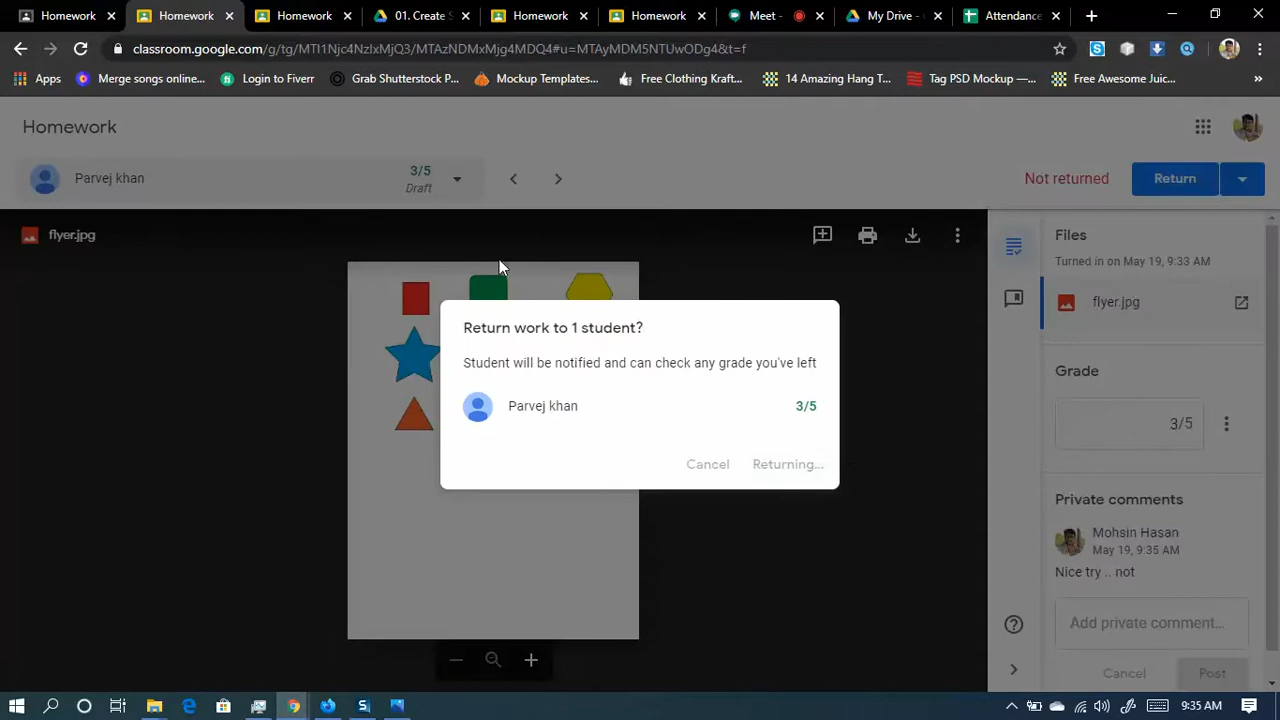 Homework
Homework
Homework
01. Create S
Homework
Homework
Meet -
My Drive -
Attendance
classroom.google.com/g/tg/MTI1Njc4NzIxMjQ3/MTAzNDMxMjg4MDQ4#u=MTAyMDM5NTUwODg4&t=f
Apps
Merge songs online...
Login to Fiverr
Grab Shutterstock P...
Mockup Templates...
Free Clothing Kraft...
14 Amazing Hang T...
Tag PSD Mockup —...
Free Awesome Juic...
Homework
Parvej khan
3/5
Draft
Not returned
Return
flyer.jpg
Files
Turned in on May 19, 9:33 AM
flyer.jpg
Return work to 1 student?
Student will be notified and can check any grade you've left
Parvej khan
3/5
Cancel
Returning...
Grade
3/5
Private comments
Mohsin Hasan
May 19, 9:35 AM
Nice try .. not
Add private comment...
Cancel
Post
9:35 AM